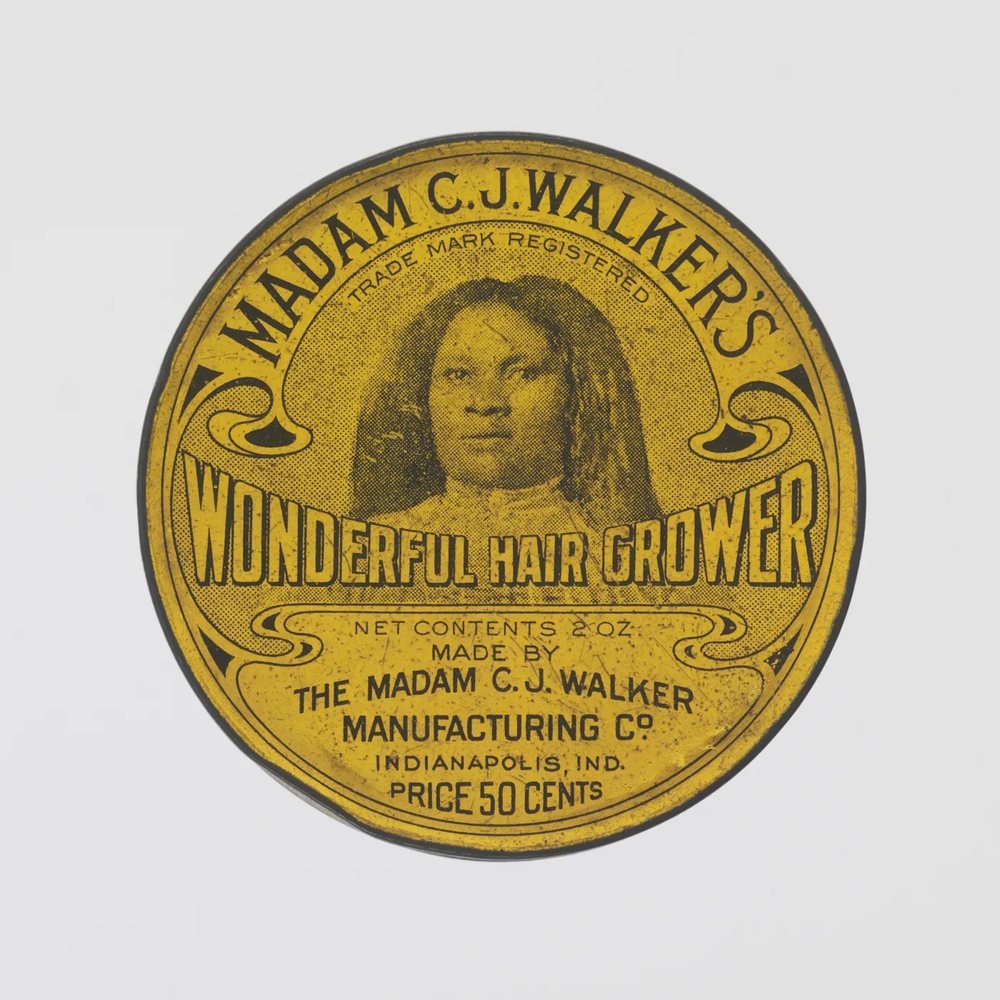 MADAM C.J. WALKER'S
TRADE MARK REGISTERED
WONDERFUL HAIR GROWER
NET CONTENTS 2 OZ.
MADE BY
THE MADAM C.J. WALKER
MANUFACTURING Cº
INDIANAPOLIS, IND.
PRICE 50 CENTS